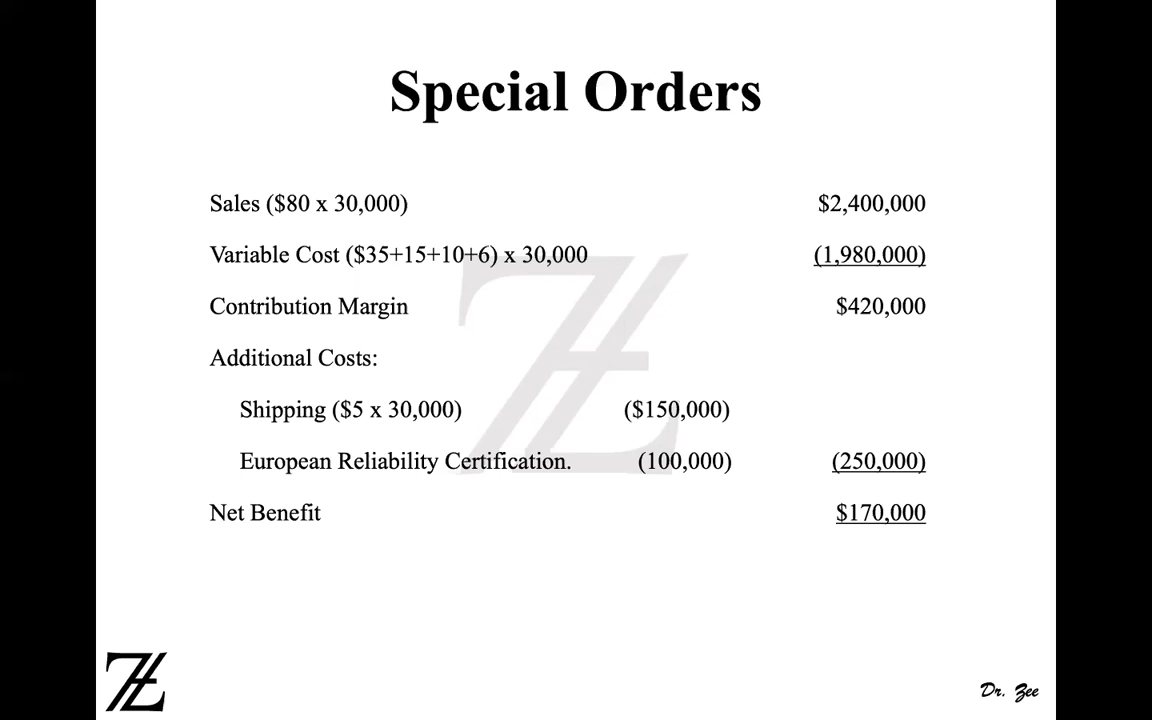 Special Orders
Sales ($80 x 30,000) $2,400,000
Variable Cost ($35+15+10+6) x 30,000 (1,980,000)
Contribution Margin $420,000
Additional Costs:
Shipping ($5 x 30,000) ($150,000)
European Reliability Certification. (100,000) (250,000)
Net Benefit $170,000
Dr. Zee